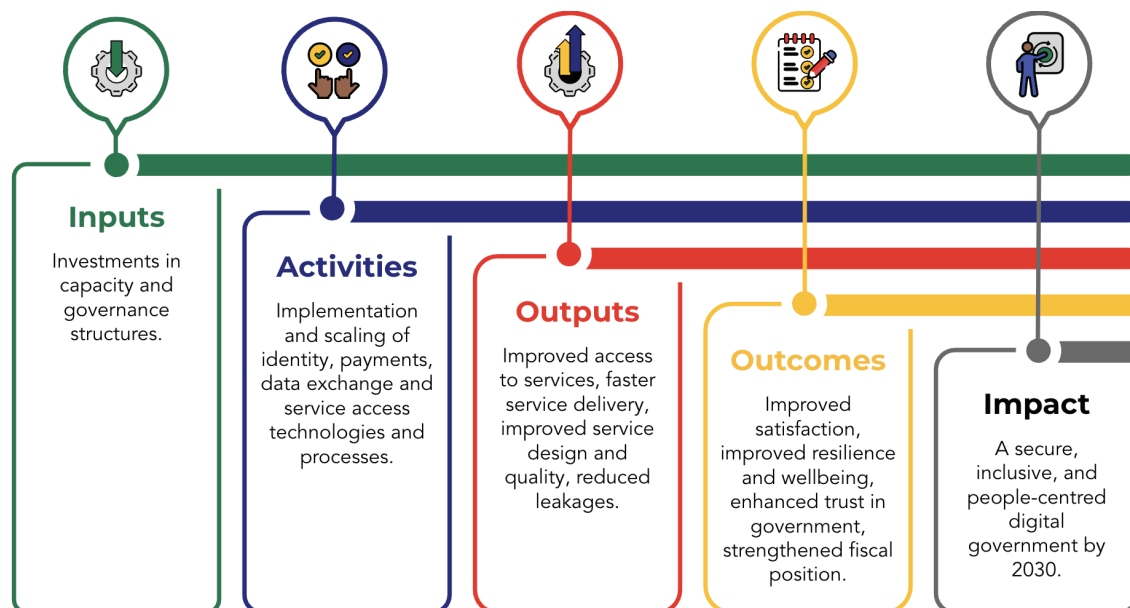 Inputs
Investments in
capacity and
governance
structures.
Activities
Implementation
and scaling of
identity, payments,
data exchange and
service access
technologies and
processes.
Outputs
Improved access
to services, faster
service delivery,
improved service
design and
quality, reduced
leakages.
Outcomes
Improved
satisfaction,
improved resilience
and wellbeing,
enhanced trust in
government,
strengthened fiscal
position.
Impact
A secure,
inclusive, and
people-centred
digital
government by
2030.